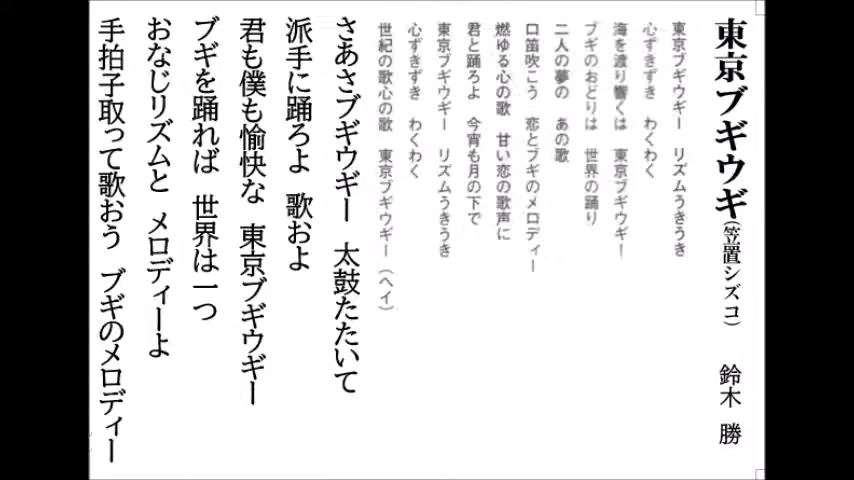 東京ブギウギ(笠置シズコ) 鈴木 勝
東京ブギウギー リズムうきうき
心ずきずき わくわく
海を渡り響くは 東京ブギウギー
ブギのおどりは 世界の踊り
二人の夢の あの歌
口笛吹こう 恋とブギのメロディー
燃ゆる心の歌 甘い恋の歌声に
君と踊ろよ 今宵も月の下で
東京ブギウギー リズムうきうき
心ずきずき わくわく
世紀の歌心の歌 東京ブギウギー (ヘイ)
さあさブギウギー 太鼓たたいて
派手に踊ろよ 歌およ
君も僕も愉快な 東京ブギウギー
ブギを踊れば 世界は一つ
おなじリズムと メロディーよ
手拍子取って歌おう ブギのメロディー